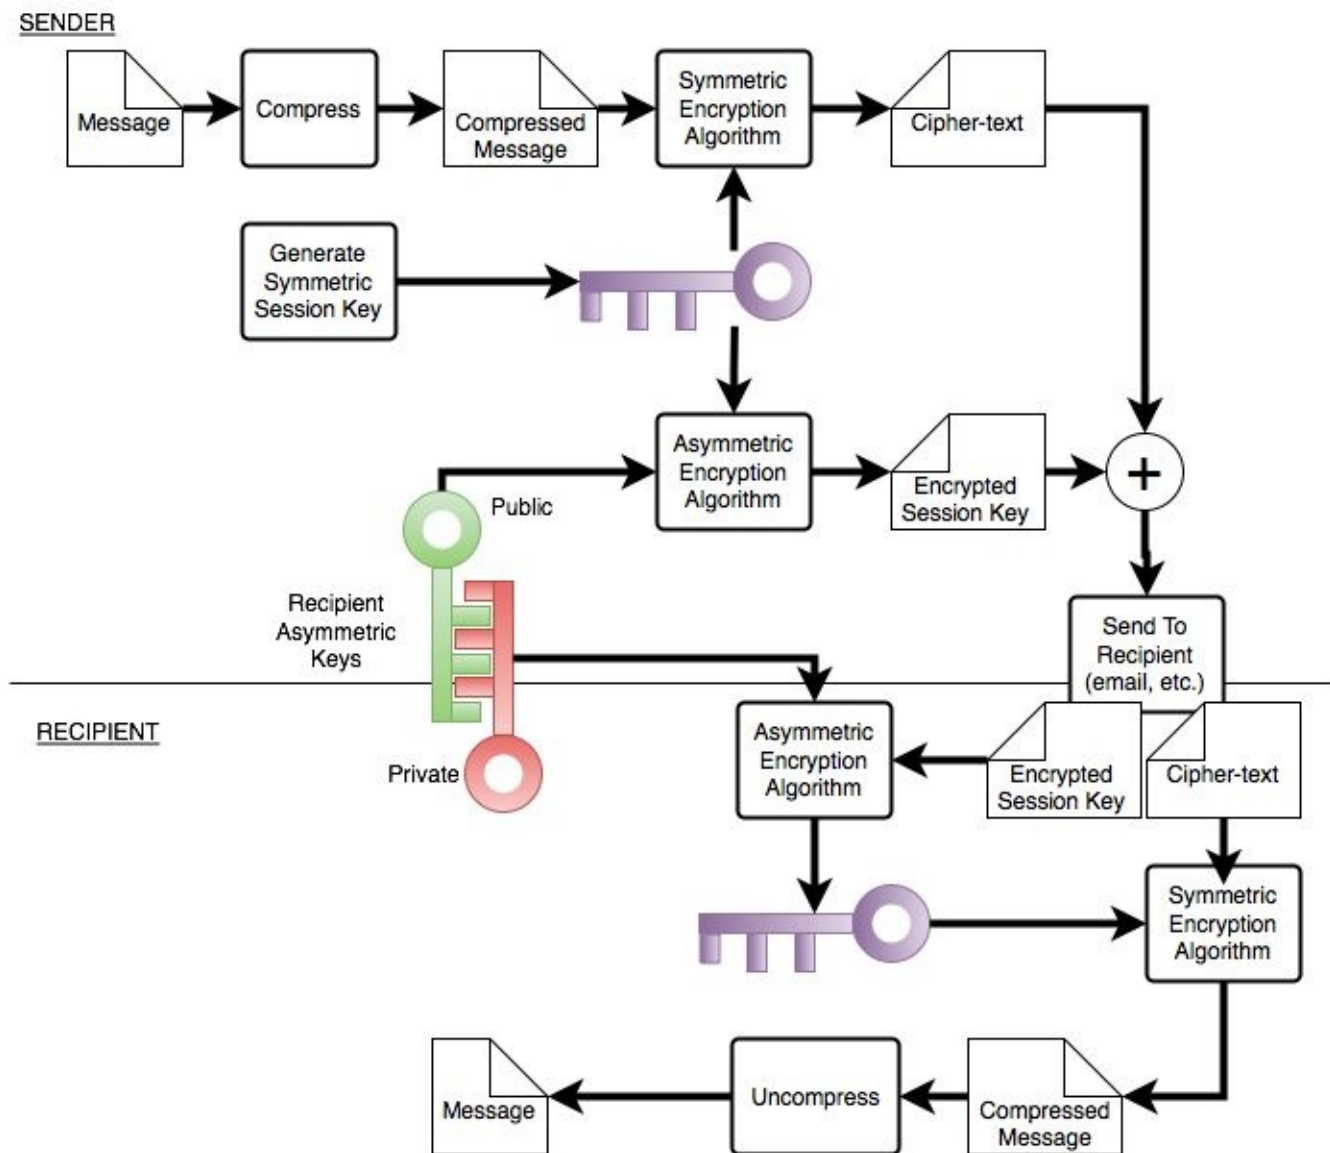 SENDER
Message
Compress
Compressed
Message
Symmetric
Encryption
Algorithm
Cipher-text
Generate
Symmetric
Session Key
Asymmetric
Encryption
Algorithm
Encrypted
Session Key
+
Public
Recipient
Asymmetric
Keys
Send To
Recipient
(email, etc.)
RECIPIENT
Private
Asymmetric
Encryption
Algorithm
Encrypted
Session Key
Cipher-text
Symmetric
Encryption
Algorithm
Message
Uncompress
Compressed
Message